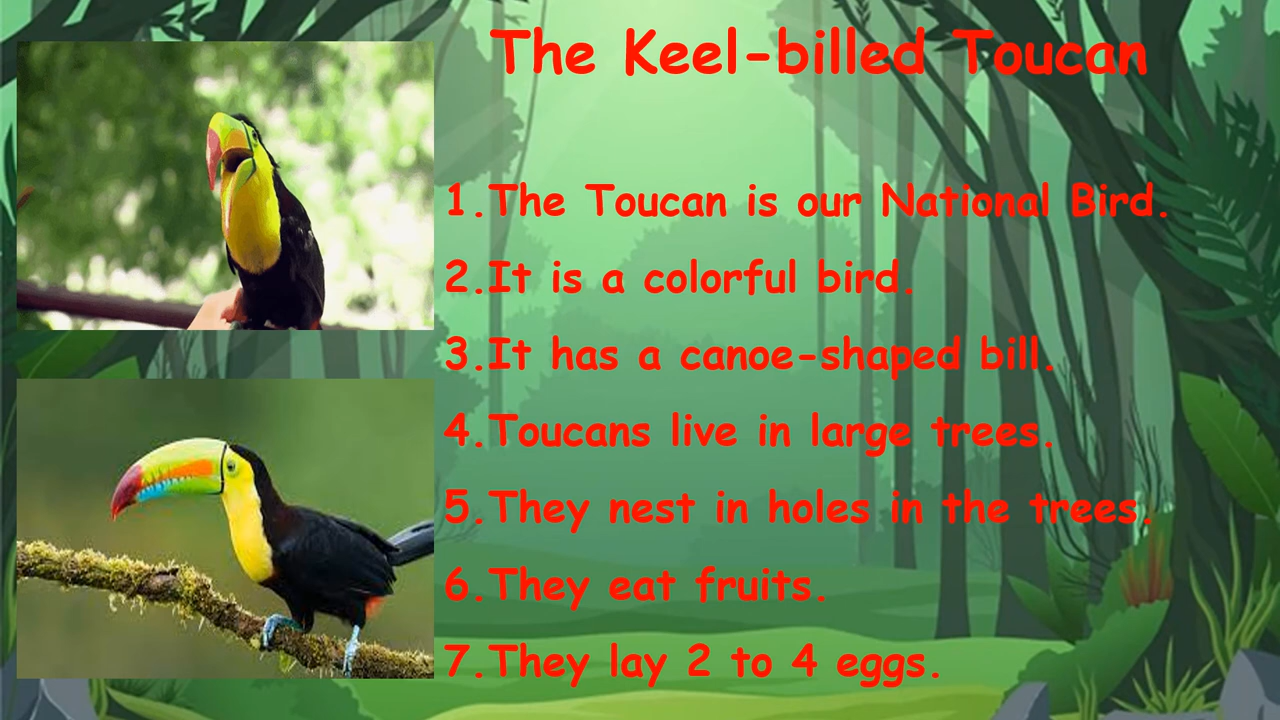 The Keel-billed Toucan
1.The Toucan is our National Bird.
2.It is a colorful bird.
3.It has a canoe-shaped bill.
4.Toucans live in large trees.
5.They nest in holes in the trees.
6.They eat fruits.
7.They lay 2 to 4 eggs.